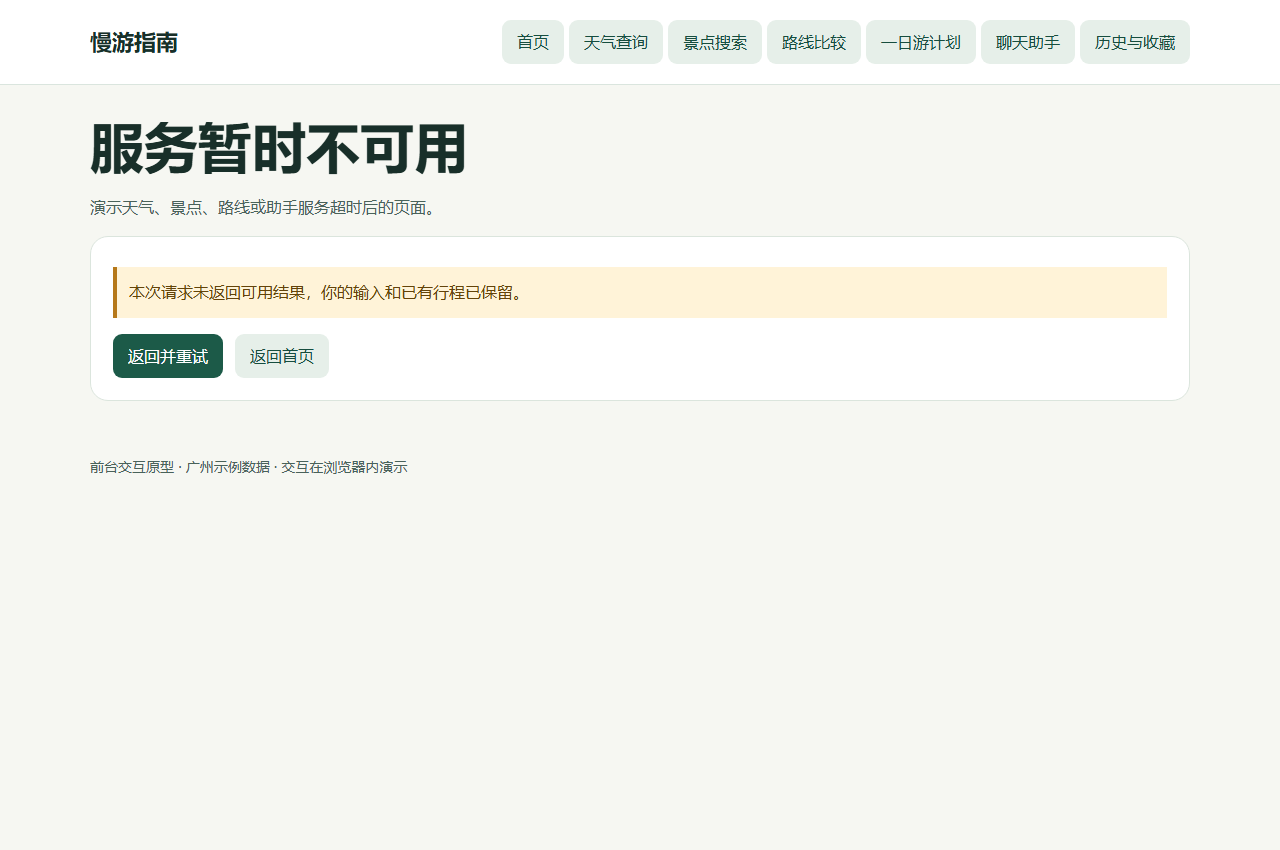 慢游指南
首页
天气查询
景点搜索
路线比较
一日游计划
聊天助手
历史与收藏
服务暂时不可用
演示天气、景点、路线或助手服务超时后的页面。
本次请求未返回可用结果，你的输入和已有行程已保留。
返回并重试
返回首页
前台交互原型 · 广州示例数据 · 交互在浏览器内演示